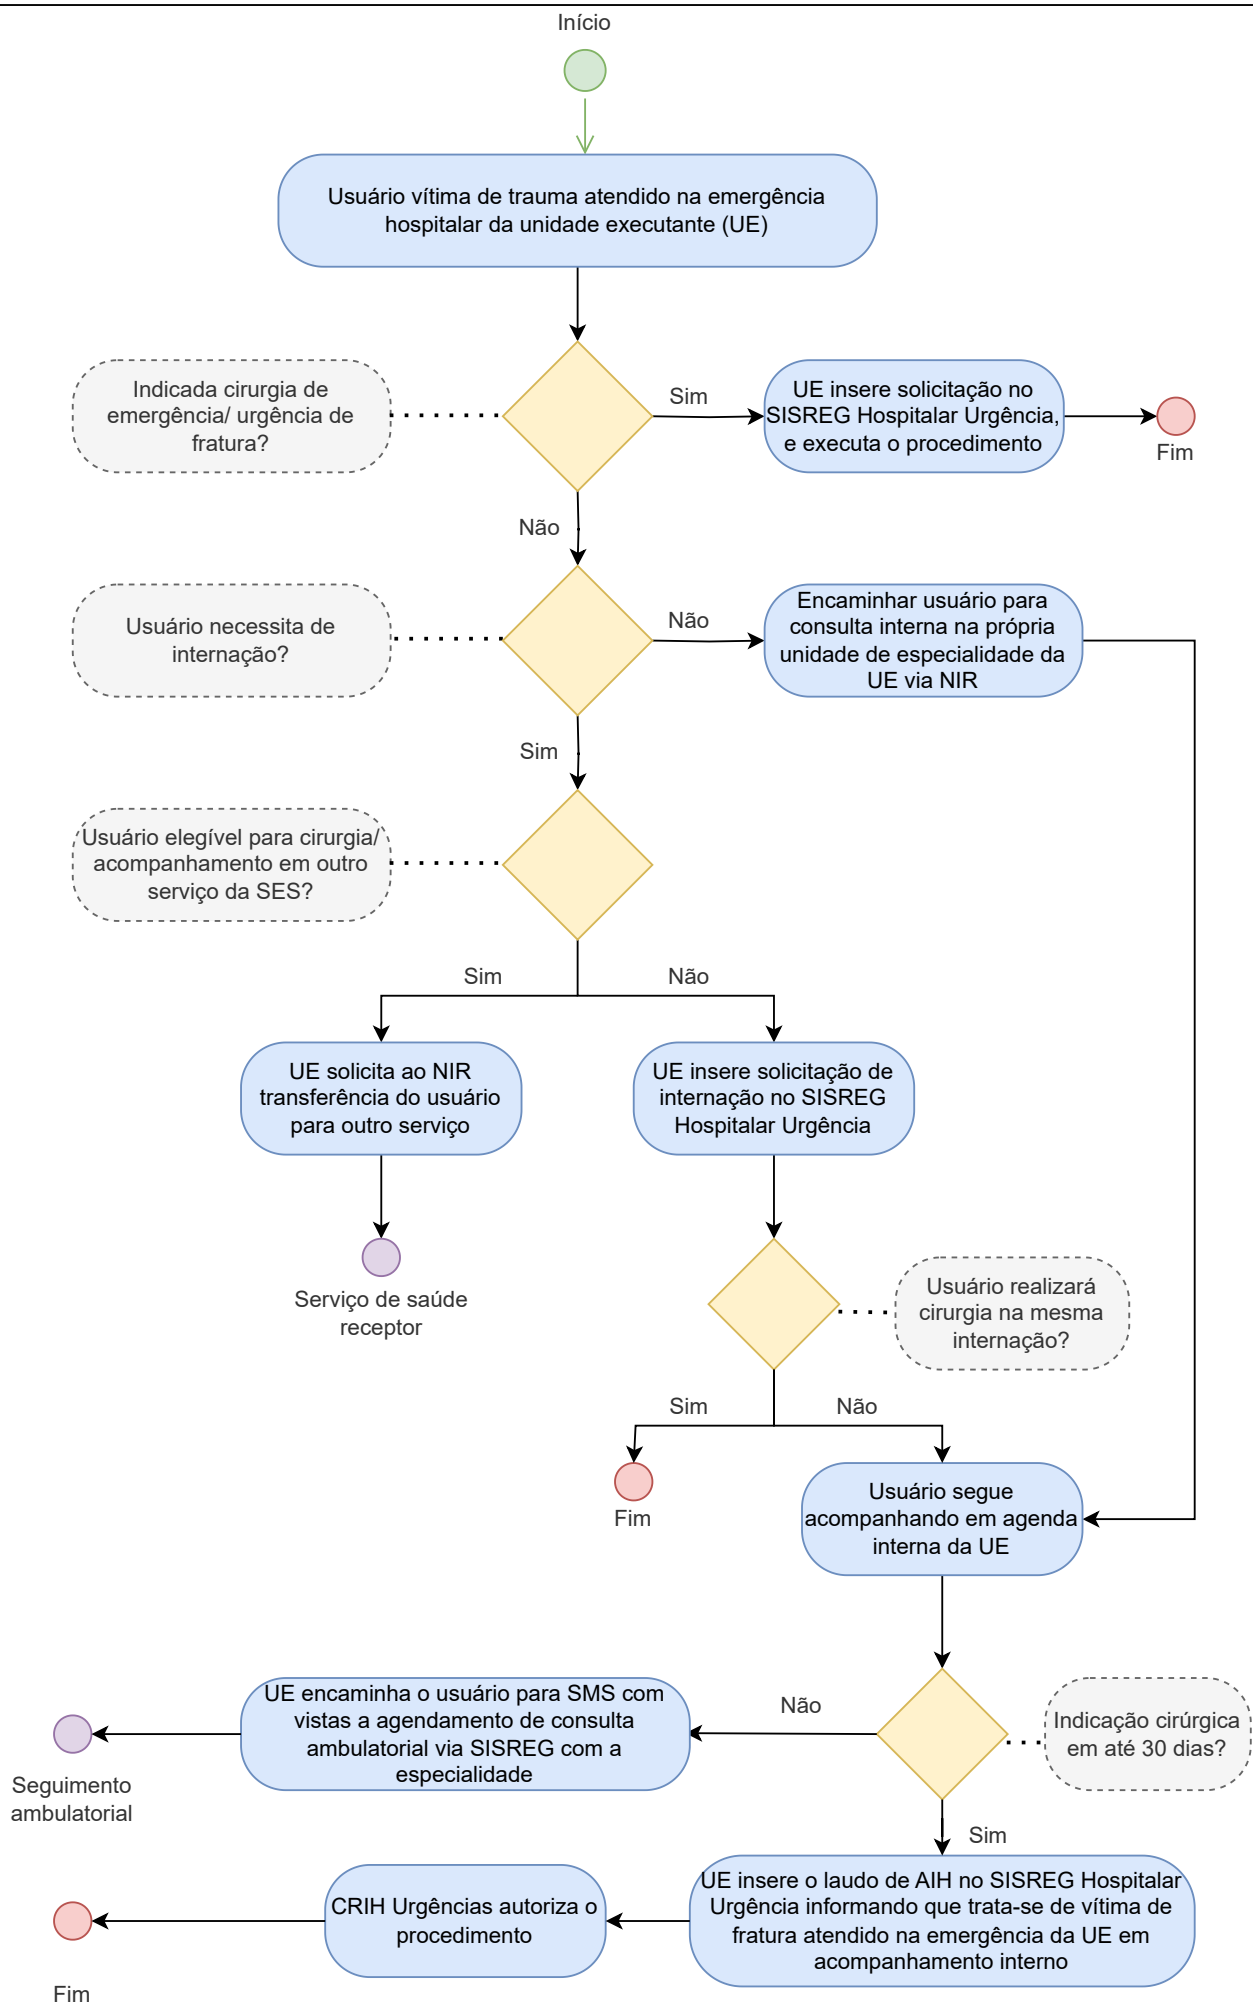 Início
Usuário vítima de trauma atendido na emergência
hospitalar da unidade executante (UE)
Indicada cirurgia de
emergência/ urgência de
fratura?
Sim
UE insere solicitação no
SISREG Hospitalar Urgência,
e executa o procedimento
Fim
Não
Usuário necessita de
internação?
Não
Encaminhar usuário para
consulta interna na própria
unidade de especialidade da
UE via NIR
Sim
Usuário elegível para cirurgia/
acompanhamento em outro
serviço da SES?
Sim
Não
UE solicita ao NIR
transferência do usuário
para outro serviço
UE insere solicitação de
internação no SISREG
Hospitalar Urgência
Serviço de saúde
receptor
Usuário realizará
cirurgia na mesma
internação?
Sim
Não
Fim
Usuário segue
acompanhando em agenda
interna da UE
UE encaminha o usuário para SMS com
vistas a agendamento de consulta
ambulatorial via SISREG com a
especialidade
Não
Indicação cirúrgica
em até 30 dias?
Seguimento
ambulatorial
Sim
UE insere o laudo de AIH no SISREG Hospitalar
Urgência informando que trata-se de vítima de
fratura atendido na emergência da UE em
acompanhamento interno
CRIH Urgências autoriza o
procedimento
Fim